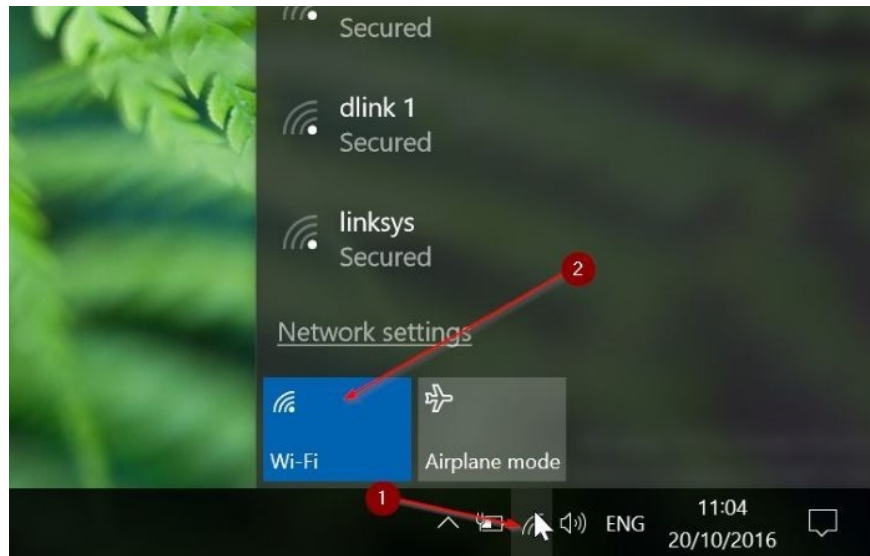 Secured
dlink 1
Secured
linksys
Secured
2
Network settings
Wi-Fi
Airplane mode
1
ENG
11:04
20/10/2016